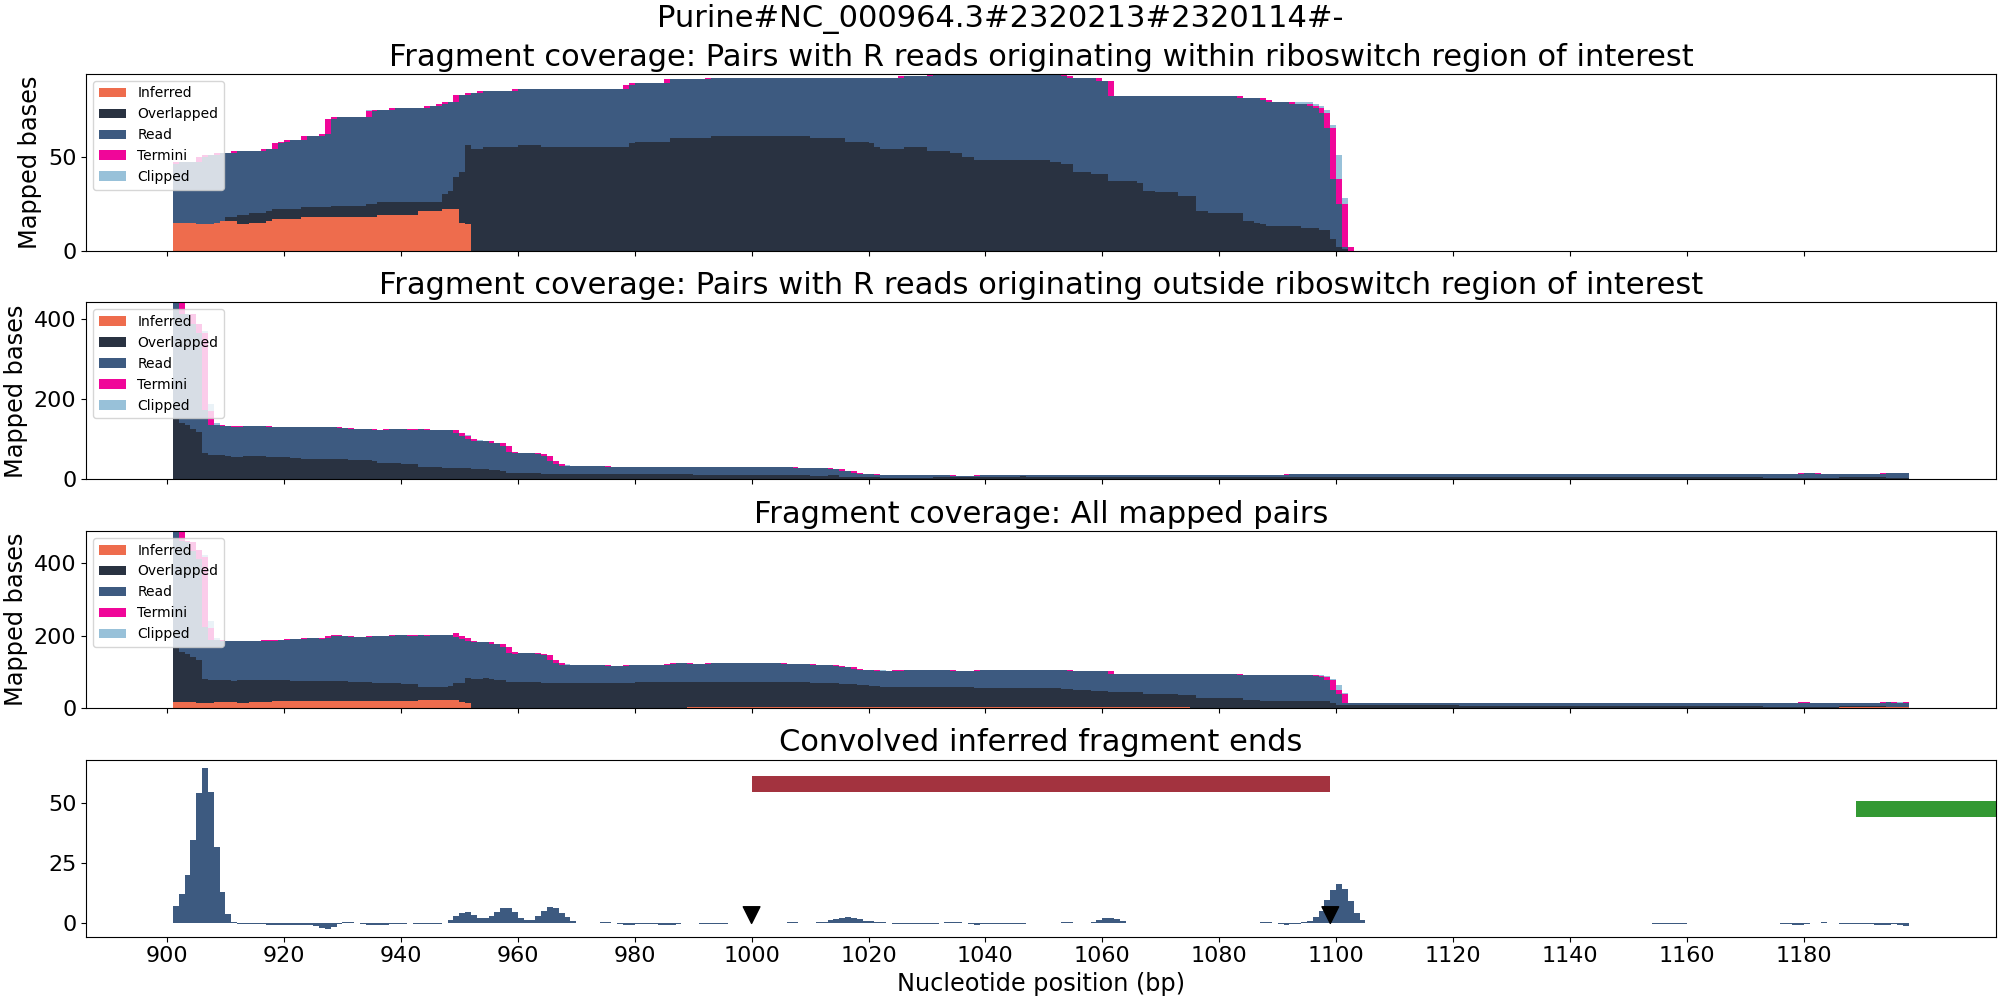 Purine#NC_000964.3#2320213#2320114#-
Fragment coverage: Pairs with R reads originating within riboswitch region of interest
Mapped bases
50
0
Inferred
Overlapped
Read
Termini
Clipped
Fragment coverage: Pairs with R reads originating outside riboswitch region of interest
Mapped bases
400
200
0
Inferred
Overlapped
Read
Termini
Clipped
Fragment coverage: All mapped pairs
Mapped bases
400
200
0
Inferred
Overlapped
Read
Termini
Clipped
Convolved inferred fragment ends
50
25
0
900 920 940 960 980 1000 1020 1040 1060 1080 1100 1120 1140 1160 1180
Nucleotide position (bp)